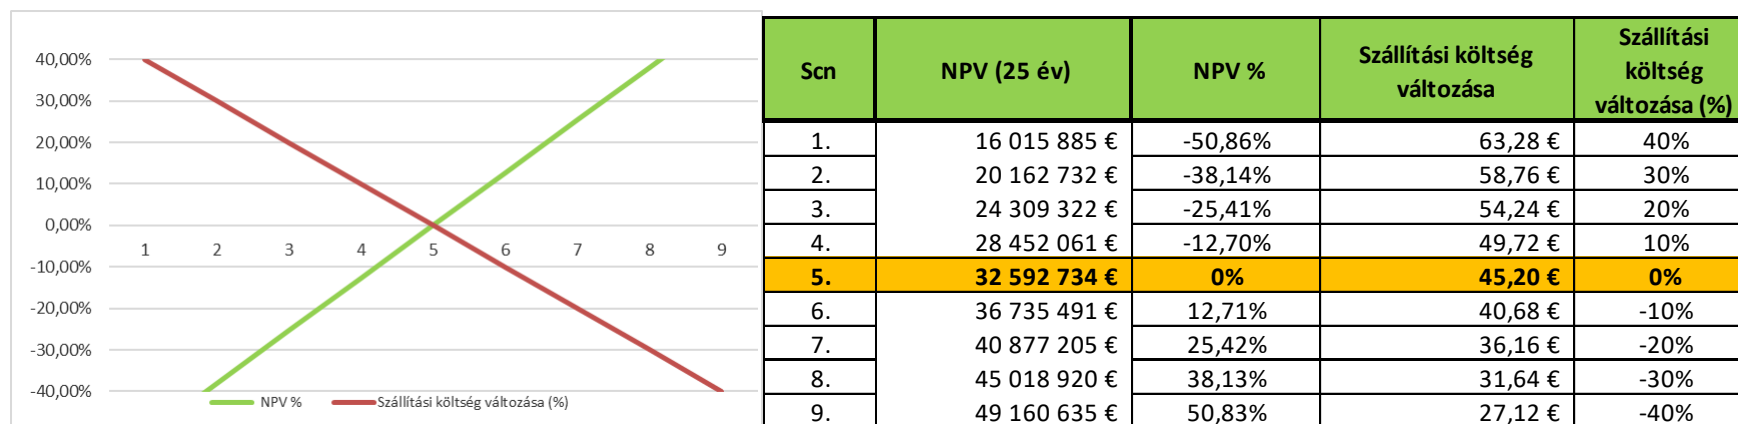 40,00%
30,00%
20,00%
10,00%
0,00%
-10,00%
-20,00%
-30,00%
-40,00%
1 2 3 4 5 6 7 8 9
NPV % Szállítási költség változása (%)
Scn NPV (25 év) NPV % Szállítási költség változása Szállítási költség változása (%)
1. 16 015 885 € -50,86% 63,28 € 40%
2. 20 162 732 € -38,14% 58,76 € 30%
3. 24 309 322 € -25,41% 54,24 € 20%
4. 28 452 061 € -12,70% 49,72 € 10%
5. 32 592 734 € 0% 45,20 € 0%
6. 36 735 491 € 12,71% 40,68 € -10%
7. 40 877 205 € 25,42% 36,16 € -20%
8. 45 018 920 € 38,13% 31,64 € -30%
9. 49 160 635 € 50,83% 27,12 € -40%